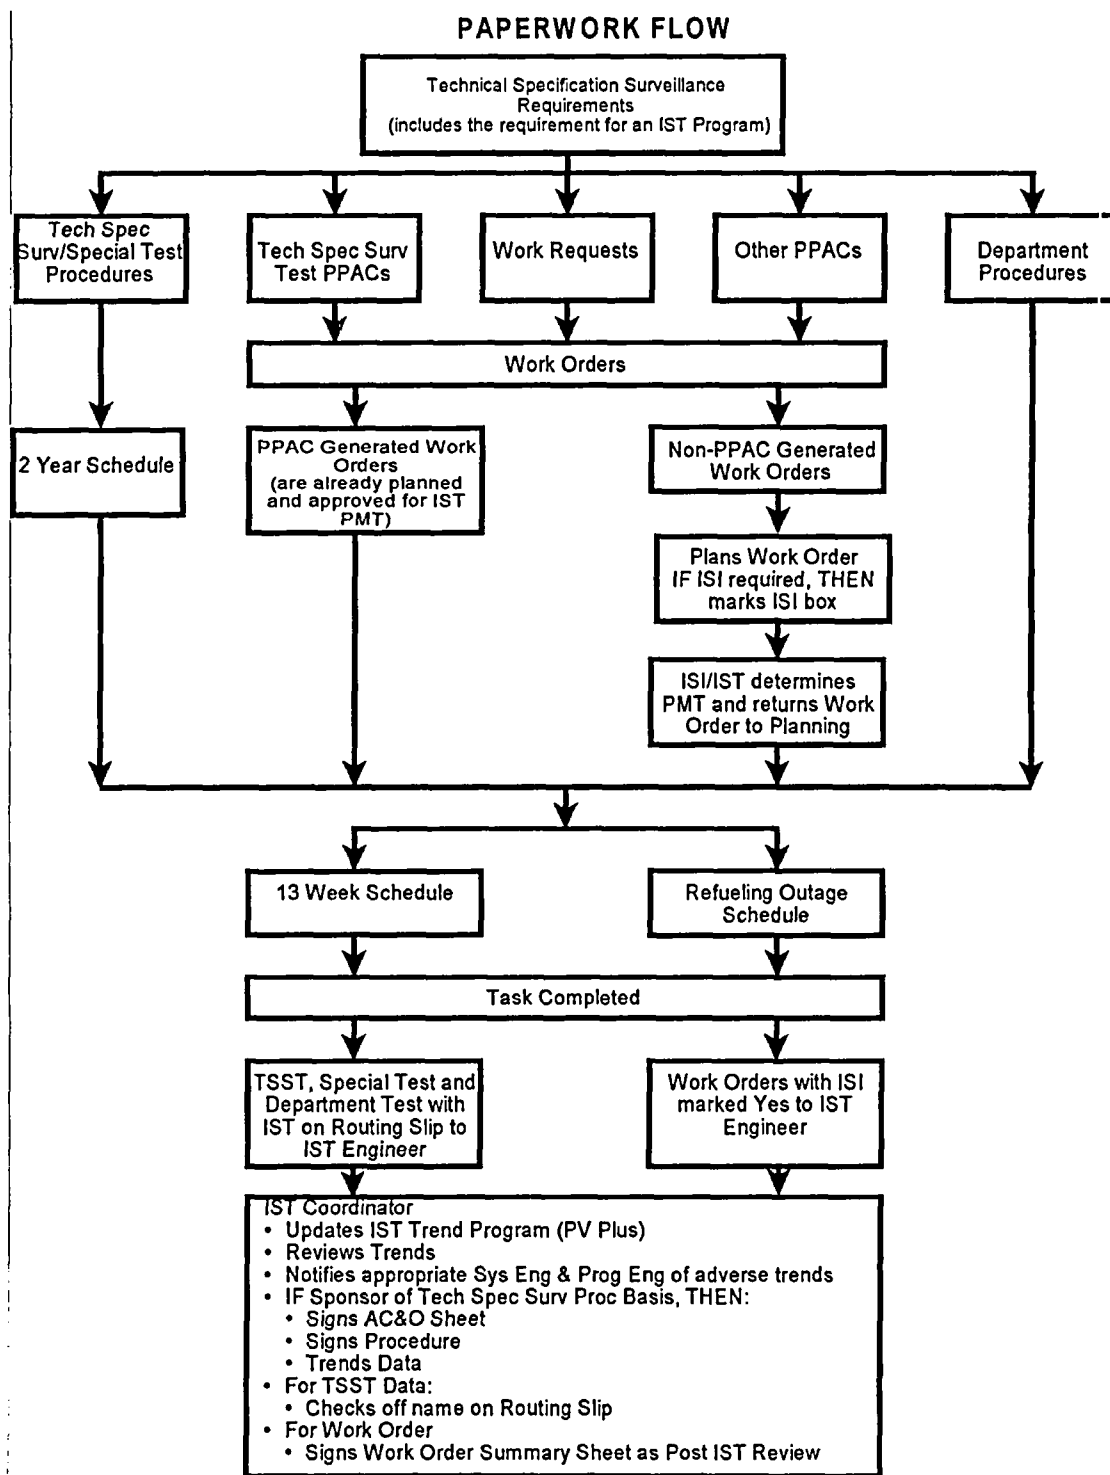 PAPERWORK FLOW
Technical Specification Surveillance
Requirements
(includes the requirement for an IST Program)
Tech Spec
Surv/Special Test
Procedures
Tech Spec Surv
Test PPACs
Work Requests
Other PPACs
Department
Procedures
Work Orders
2 Year Schedule
PPAC Generated Work
Orders
(are already planned
and approved for IST
PMT)
Non-PPAC Generated
Work Orders
Plans Work Order
IF ISI required, THEN
marks ISI box
ISI/IST determines
PMT and returns Work
Order to Planning
13 Week Schedule
Refueling Outage
Schedule
Task Completed
TSST, Special Test and
Department Test with
IST on Routing Slip to
IST Engineer
Work Orders with ISI
marked Yes to IST
Engineer
IST Coordinator
• Updates IST Trend Program (PV Plus)
• Reviews Trends
• Notifies appropriate Sys Eng & Prog Eng of adverse trends
• IF Sponsor of Tech Spec Surv Proc Basis, THEN:
• Signs AC&O Sheet
• Signs Procedure
• Trends Data
• For TSST Data:
• Checks off name on Routing Slip
• For Work Order
• Signs Work Order Summary Sheet as Post IST Review